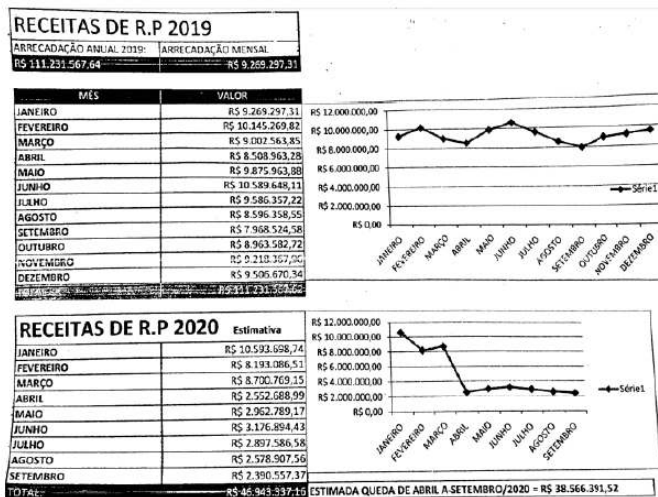 RECEITAS DE R.P 2019
ARRECADAÇÃO ANUAL 2019: ARRECADAÇÃO MENSAL
R$ 111.231.567,64 R$ 9.269.297,31
MÊS VALOR
JANEIRO R$ 9.269.297,31
FEVEREIRO R$ 10.145.269,82
MARÇO R$ 9.002.563,85
ABRIL R$ 8.508.963,28
MAIO R$ 9.875.963,88
JUNHO R$ 10.589.648,11
JULHO R$ 9.586.357,22
AGOSTO R$ 8.596.358,55
SETEMBRO R$ 7.968.524,58
OUTUBRO R$ 8.963.582,72
NOVEMBRO
DEZEMBRO R$ 9.506.670,34
R$ 12.000.000,00
R$ 10.000.000,00
R$ 8.000.000,00
R$ 6.000.000,00
R$ 4.000.000,00
R$ 2.000.000,00
R$ 0,00
Série1
JANEIRO
FEVEREIRO
MARÇO
ABRIL
MAIO
JUNHO
JULHO
AGOSTO
SETEMBRO
OUTUBRO
NOVEMBRO
DEZEMBRO
RECEITAS DE R.P 2020 Estimativa
JANEIRO R$ 10.593.698,74
FEVEREIRO R$ 8.193.086,51
MARÇO R$ 8.700.769,15
ABRIL R$ 2.552.688,99
MAIO R$ 2.962.789,17
JUNHO R$ 3.176.894,43
JULHO R$ 2.897.586,58
AGOSTO R$ 2.578.907,56
SETEMBRO R$ 2.390.557,37
TOTAL: R$ 46.943.337,16
R$ 12.000.000,00
R$ 10.000.000,00
R$ 8.000.000,00
R$ 6.000.000,00
R$ 4.000.000,00
R$ 2.000.000,00
R$ 0,00
Série1
JANEIRO
FEVEREIRO
MARÇO
ABRIL
MAIO
JUNHO
JULHO
AGOSTO
SETEMBRO
ESTIMADA QUEDA DE ABRIL A SETEMBRO/2020 = R$ 38.566.391,52